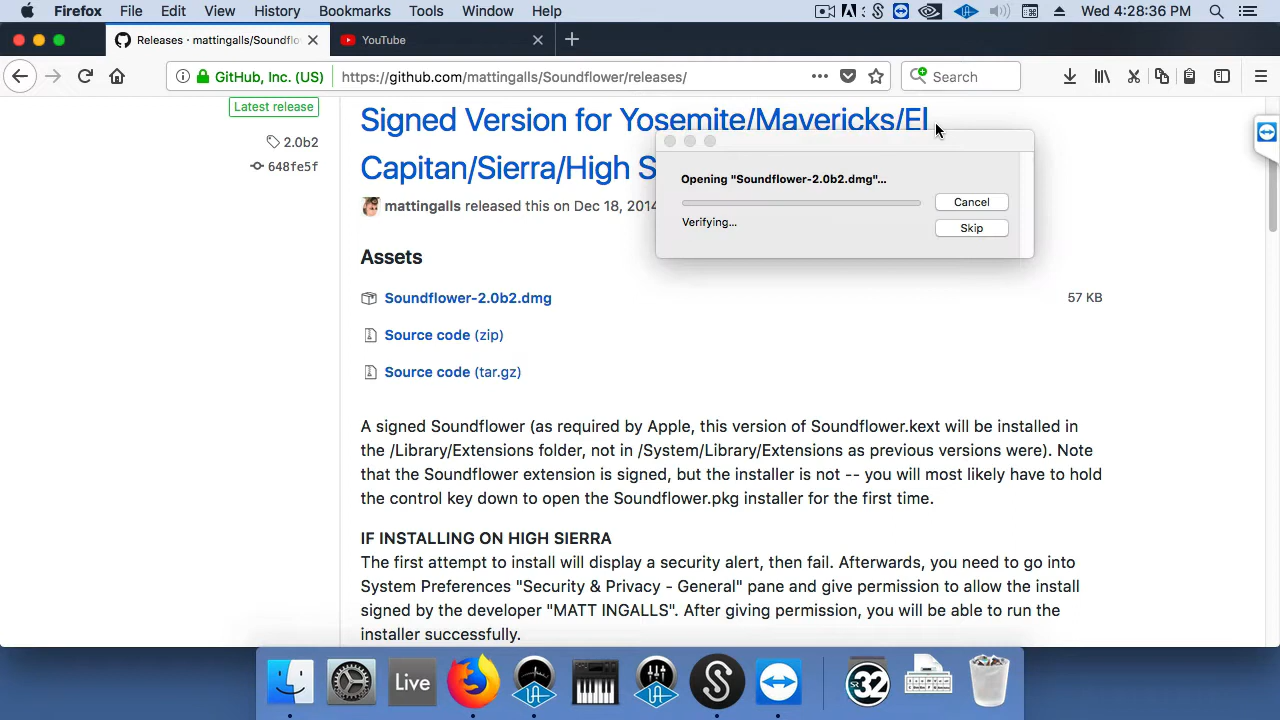 Firefox File Edit View History Bookmarks Tools Window Help Wed 4:28:36 PM
Releases · mattingalls/Soundflo YouTube
GitHub, Inc. (US) https://github.com/mattingalls/Soundflower/releases/ Search
Latest release
2.0b2
648fe5f
Signed Version for Yosemite/Mavericks/El
Capitan/Sierra/High S
mattingalls released this on Dec 18, 2014
Opening "Soundflower-2.0b2.dmg"...
Cancel
Verifying...
Skip
Assets
Soundflower-2.0b2.dmg 57 KB
Source code (zip)
Source code (tar.gz)
A signed Soundflower (as required by Apple, this version of Soundflower.kext will be installed in
the /Library/Extensions folder, not in /System/Library/Extensions as previous versions were). Note
that the Soundflower extension is signed, but the installer is not -- you will most likely have to hold
the control key down to open the Soundflower.pkg installer for the first time.
IF INSTALLING ON HIGH SIERRA
The first attempt to install will display a security alert, then fail. Afterwards, you need to go into
System Preferences "Security & Privacy - General" pane and give permission to allow the install
signed by the developer "MATT INGALLS". After giving permission, you will be able to run the
installer successfully.
Live
32